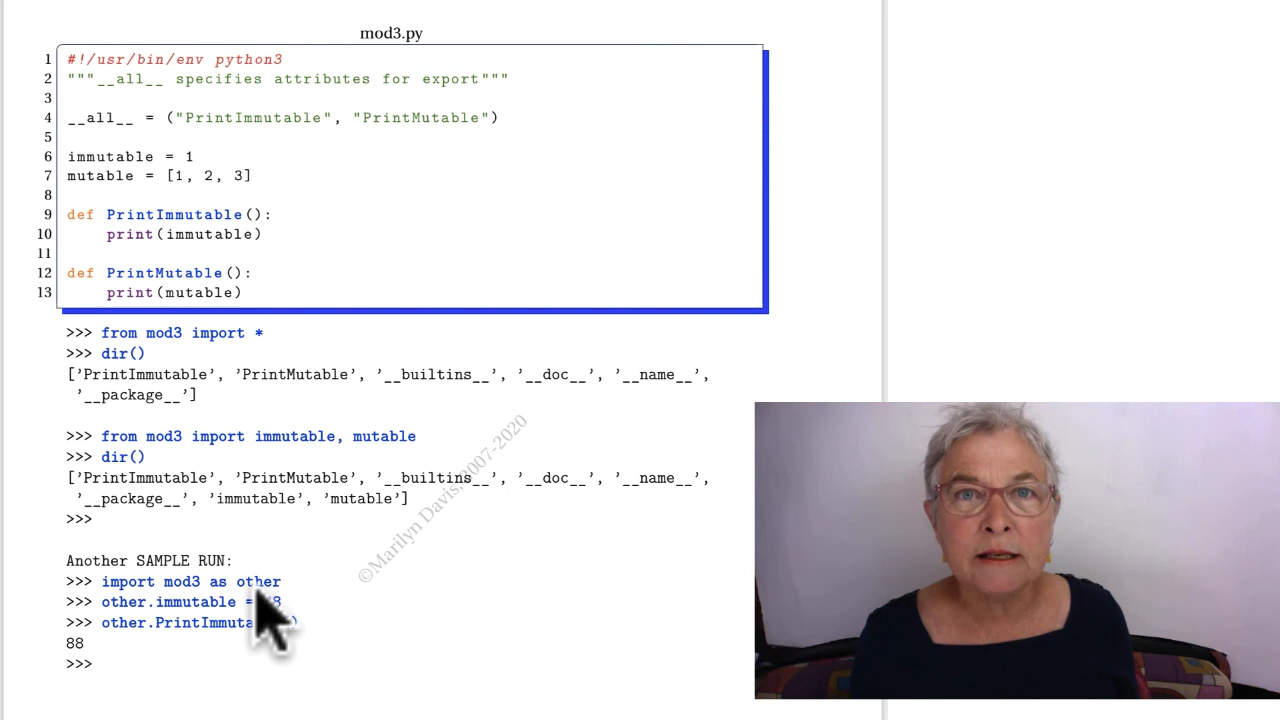 mod3.py
1 #!/usr/bin/env python3
2 """__all__ specifies attributes for export"""
3
4 __all__ = ("PrintImmutable", "PrintMutable")
5
6 immutable = 1
7 mutable = [1, 2, 3]
8
9 def PrintImmutable():
10     print(immutable)
11
12 def PrintMutable():
13     print(mutable)
>>> from mod3 import *
>>> dir()
['PrintImmutable', 'PrintMutable', '__builtins__', '__doc__', '__name__',
 '__package__']
>>> from mod3 import immutable, mutable
>>> dir()
['PrintImmutable', 'PrintMutable', '__builtins__', '__doc__', '__name__',
 '__package__', 'immutable', 'mutable']
>>>
©Marilyn Davis, 2007-2020
Another SAMPLE RUN:
>>> import mod3 as other
>>> other.immutable = 8
>>> other.PrintImmuta )
88
>>>